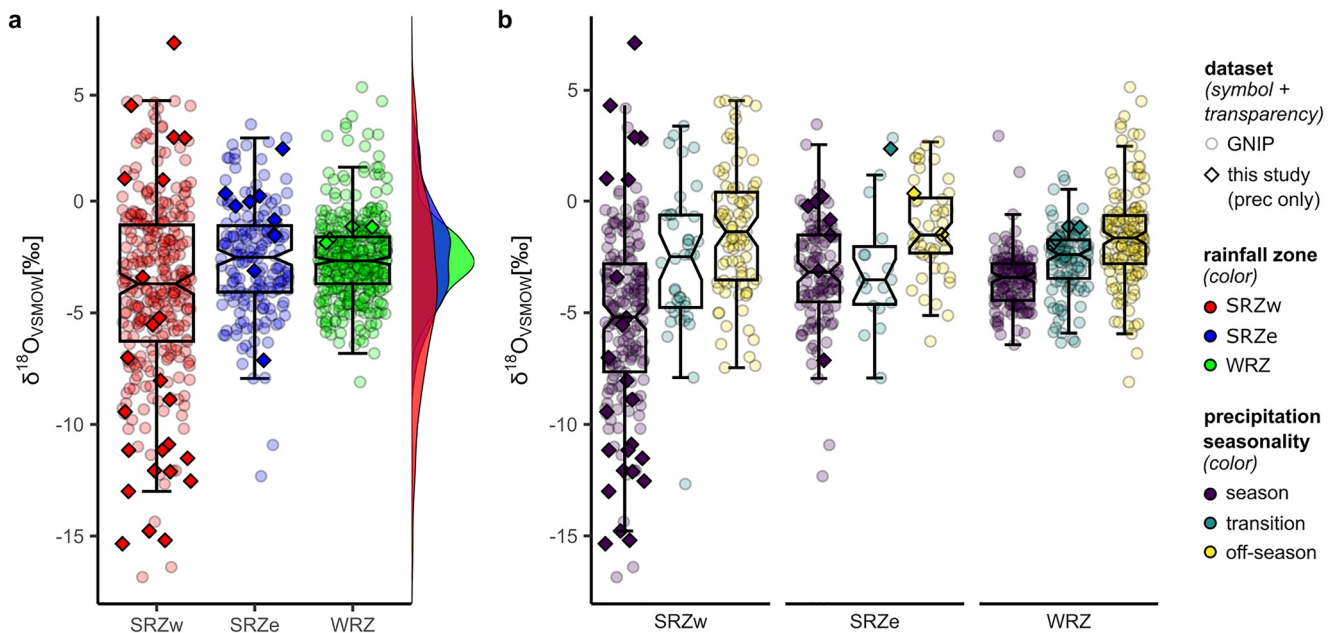 a
5
0
-5
-10
-15
δ18OVSMOW[‰]
SRZw SRZe WRZ
b
5
0
-5
-10
-15
δ18OVSMOW[‰]
SRZw SRZe WRZ
dataset
(symbol +
transparency)
GNIP
this study
(prec only)
rainfall zone
(color)
SRZw
SRZe
WRZ
precipitation
seasonality
(color)
season
transition
off-season